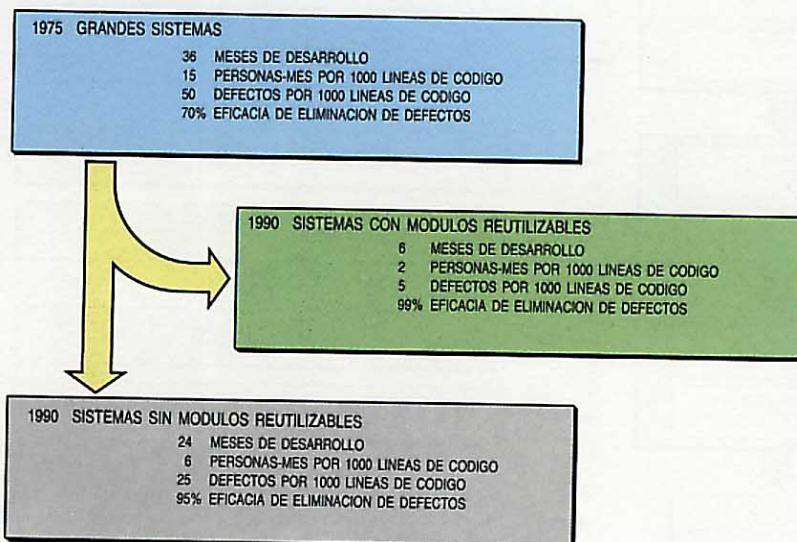 1975 GRANDES SISTEMAS
36 MESES DE DESARROLLO
15 PERSONAS-MES POR 1000 LINEAS DE CODIGO
50 DEFECTOS POR 1000 LINEAS DE CODIGO
70% EFICACIA DE ELIMINACION DE DEFECTOS
1990 SISTEMAS CON MODULOS REUTILIZABLES
6 MESES DE DESARROLLO
2 PERSONAS-MES POR 1000 LINEAS DE CODIGO
5 DEFECTOS POR 1000 LINEAS DE CODIGO
99% EFICACIA DE ELIMINACION DE DEFECTOS
1990 SISTEMAS SIN MODULOS REUTILIZABLES
24 MESES DE DESARROLLO
6 PERSONAS-MES POR 1000 LINEAS DE CODIGO
25 DEFECTOS POR 1000 LINEAS DE CODIGO
95% EFICACIA DE ELIMINACION DE DEFECTOS